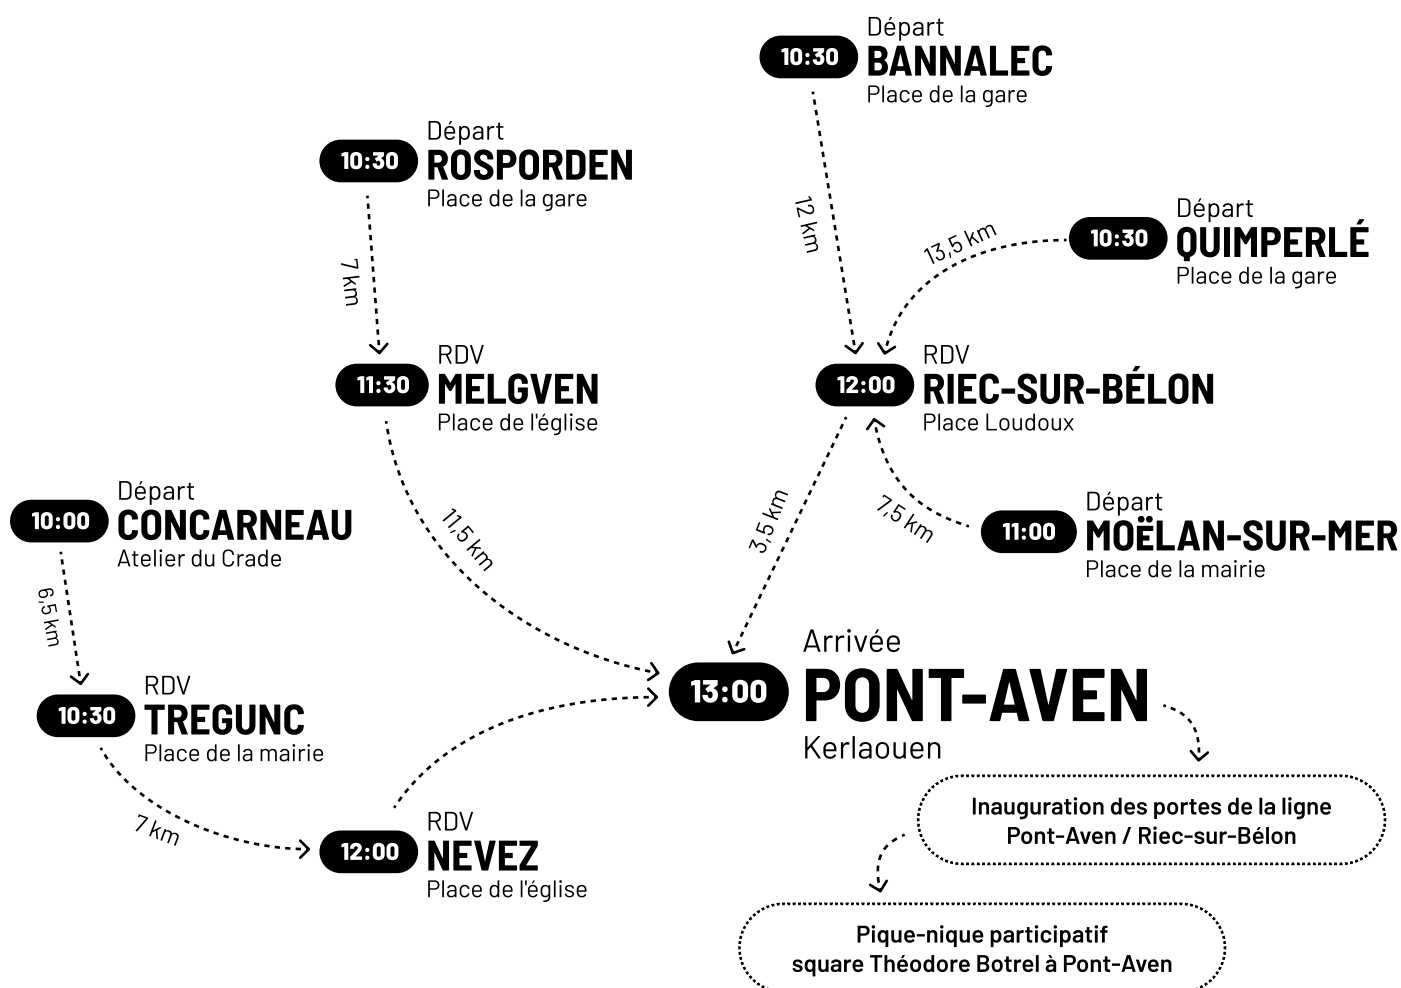 Départ
10:30
BANNALEC
Place de la gare
Départ
10:30
ROSPORDEN
Place de la gare
12 km
Départ
10:30
QUIMPERLÉ
Place de la gare
13,5 km
7 km
RDV
11:30
MELGVEN
Place de l'église
RDV
12:00
RIEC-SUR-BÉLON
Place Loudoux
Départ
10:00
CONCARNEAU
Atelier du Crade
11,5 km
3,5 km
7,5 km
Départ
11:00
MOËLAN-SUR-MER
Place de la mairie
6,5 km
RDV
10:30
TREGUNC
Place de la mairie
Arrivée
13:00
PONT-AVEN
Kerlaouen
7 km
RDV
12:00
NEVEZ
Place de l'église
Inauguration des portes de la ligne
Pont-Aven / Riec-sur-Bélon
Pique-nique participatif
square Théodore Botrel à Pont-Aven